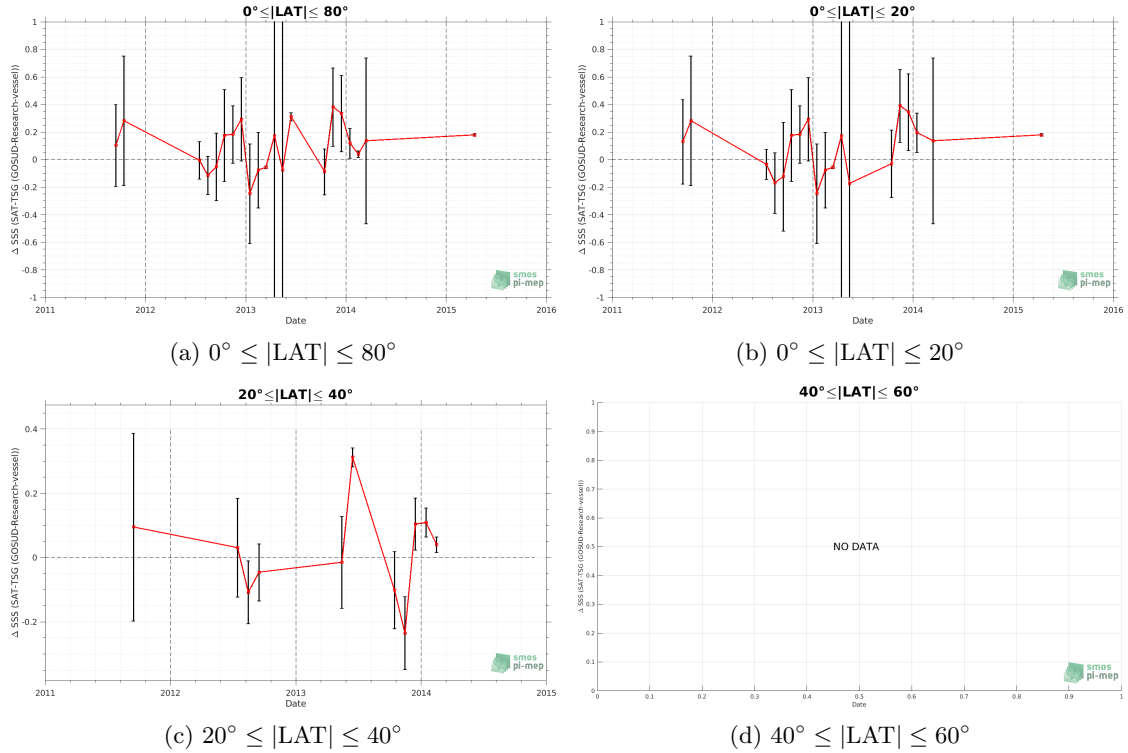 0°≤|LAT|≤ 80°
Δ SSS (SAT-TSG (GOSUD-Research-vessel))
1
0.8
0.6
0.4
0.2
0
-0.2
-0.4
-0.6
-0.8
-1
2011
2012
2013
2014
2015
2016
Date
smos
pi-mep
(a) 0° ≤ |LAT| ≤ 80°
0°≤|LAT|≤ 20°
Δ SSS (SAT-TSG (GOSUD-Research-vessel))
1
0.8
0.6
0.4
0.2
0
-0.2
-0.4
-0.6
-0.8
-1
2011
2012
2013
2014
2015
2016
Date
smos
pi-mep
(b) 0° ≤ |LAT| ≤ 20°
20°≤|LAT|≤ 40°
Δ SSS (SAT-TSG (GOSUD-Research-vessel))
0.4
0.2
0
-0.2
2011
2012
2013
2014
2015
Date
smos
pi-mep
(c) 20° ≤ |LAT| ≤ 40°
40°≤|LAT|≤ 60°
Δ SSS (SAT-TSG (GOSUD-Research-vessel))
1
0.9
0.8
0.7
0.6
0.5
0.4
0.3
0.2
0.1
0
NO DATA
0
0.1
0.2
0.3
0.4
0.5
0.6
0.7
0.8
0.9
1
Date
smos
pi-mep
(d) 40° ≤ |LAT| ≤ 60°